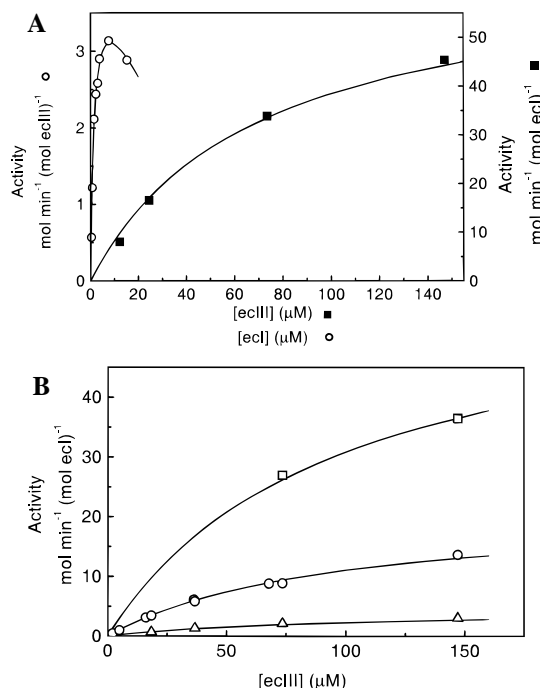 A
3
2
1
0
50
40
30
20
10
0
Activity
mol min⁻¹ (mol ecIII)⁻¹ ○
Activity
mol min⁻¹ (mol ecI)⁻¹ ■
0 20 40 60 80 100 120 140
[ecIII] (μM) ■
[ecI] (μM) ○
B
40
30
20
10
0
Activity
mol min⁻¹ (mol ecI)⁻¹
0 50 100 150
[ecIII] (μM)